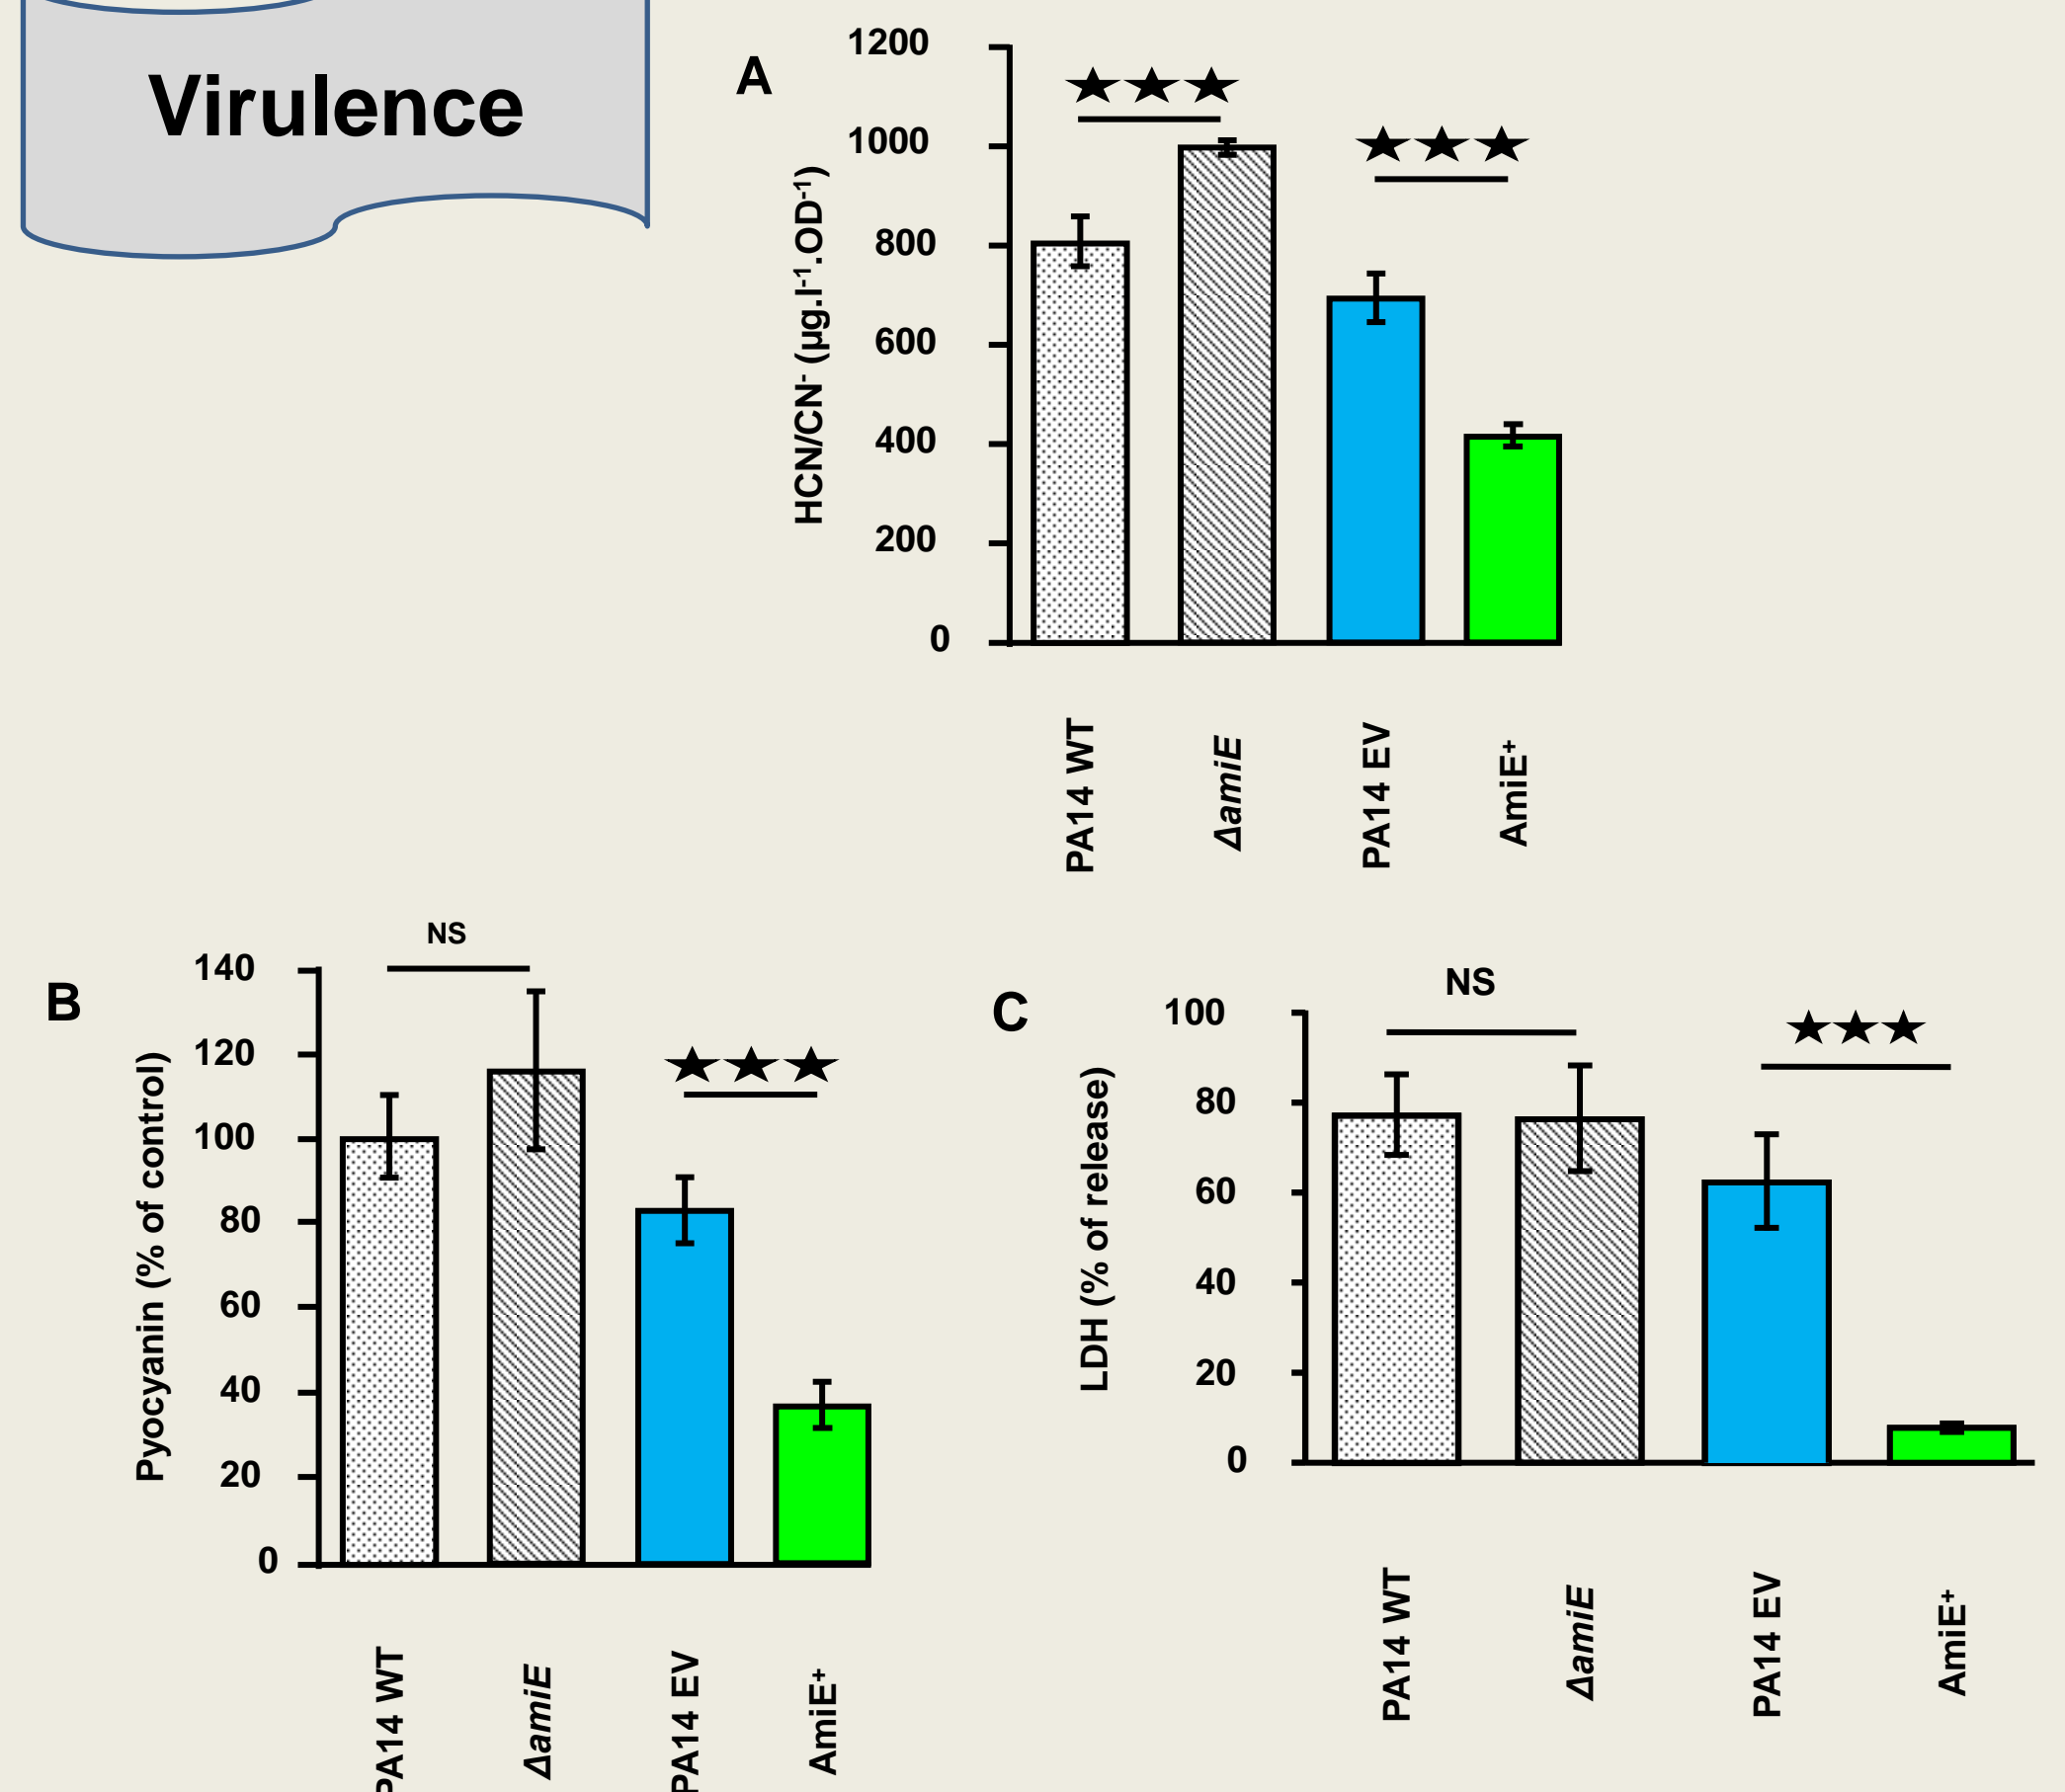 Virulence
A
HCN/CN⁻ (µg.l⁻¹.OD⁻¹)
1200
1000
800
600
400
200
0
★★★
★★★
PA14 WT
ΔamiE
PA14 EV
AmiE⁺
B
Pyocyanin (% of control)
140
120
100
80
60
40
20
0
NS
★★★
PA14 WT
ΔamiE
PA14 EV
AmiE⁺
C
LDH (% of release)
100
80
60
40
20
0
NS
★★★
PA14 WT
ΔamiE
PA14 EV
AmiE⁺